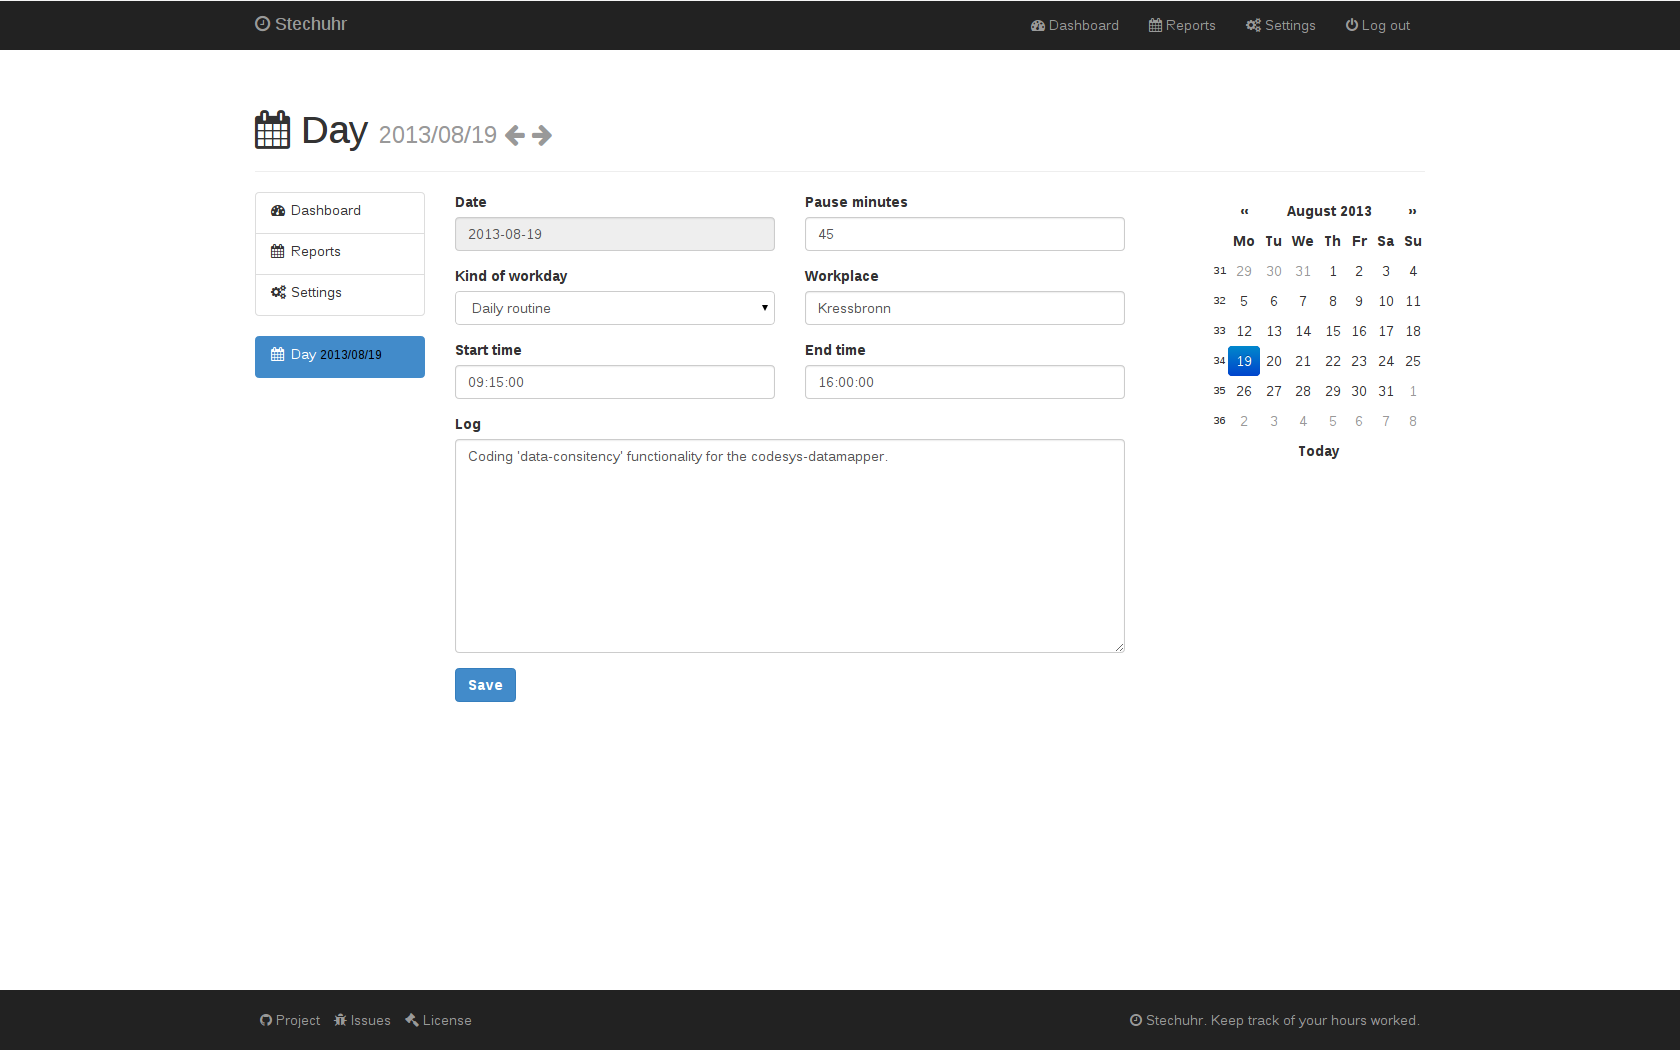 Stechuhr
Dashboard Reports Settings Log out
Day 2013/08/19
Dashboard
Reports
Settings
Day 2013/08/19
Date
2013-08-19
Pause minutes
45
Kind of workday
Daily routine
Workplace
Kressbronn
Start time
09:15:00
End time
16:00:00
Log
Coding 'data-consitency' functionality for the codesys-datamapper.
Save
« August 2013 »
Mo Tu We Th Fr Sa Su
31 29 30 31 1 2 3 4
32 5 6 7 8 9 10 11
33 12 13 14 15 16 17 18
34 19 20 21 22 23 24 25
35 26 27 28 29 30 31 1
36 2 3 4 5 6 7 8
Today
Project Issues License
Stechuhr. Keep track of your hours worked.